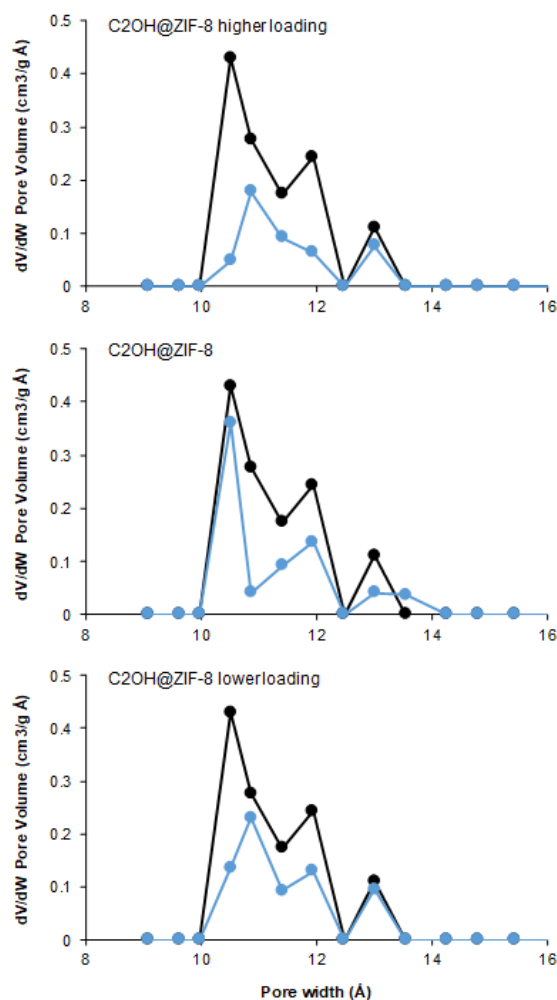 C2OH@ZIF-8 higher loading
dV/dW Pore Volume (cm3/g Å)
0.5
0.4
0.3
0.2
0.1
0
8 10 12 14 16
C2OH@ZIF-8
dV/dW Pore Volume (cm3/g Å)
0.5
0.4
0.3
0.2
0.1
0
8 10 12 14 16
C2OH@ZIF-8 lower loading
dV/dW Pore Volume (cm3/g Å)
0.5
0.4
0.3
0.2
0.1
0
8 10 12 14 16
Pore width (Å)